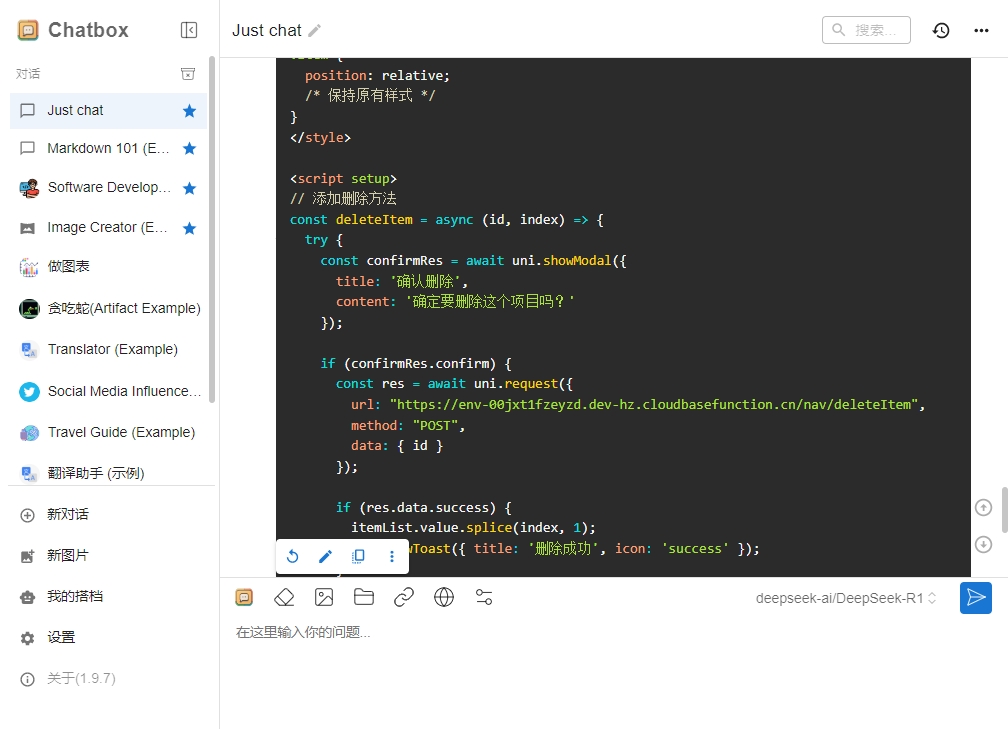 Chatbox
对话
Just chat
Markdown 101 (E...
Software Develop...
Image Creator (E...
做图表
贪吃蛇(Artifact Example)
Translator (Example)
Social Media Influence...
Travel Guide (Example)
翻译助手 (示例)
新对话
新图片
我的搭档
设置
关于(1.9.7)
Just chat
搜索...
position: relative;
/* 保持原有样式 */
}
</style>
<script setup>
// 添加删除方法
const deleteItem = async (id, index) => {
try {
const confirmRes = await uni.showModal({
title: '确认删除',
content: '确定要删除这个项目吗？'
});
if (confirmRes.confirm) {
const res = await uni.request({
url: "https://env-00jxt1fzeyzd.dev-hz.cloudbasefunction.cn/nav/deleteItem",
method: "POST",
data: { id }
});
if (res.data.success) {
itemList.value.splice(index, 1);
wToast({ title: '删除成功', icon: 'success' });
deepseek-ai/DeepSeek-R1
在这里输入你的问题...